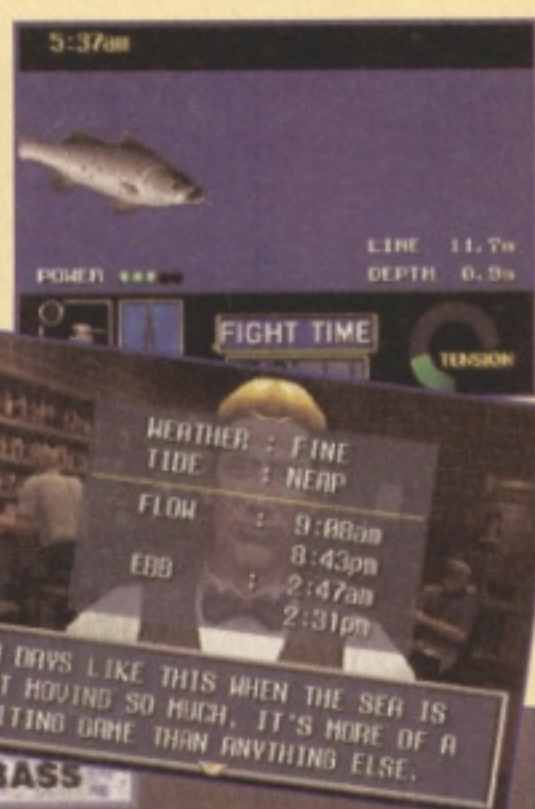 5:37am
LINE 11.7m
POWER DEPTH 0.9m
FIGHT TIME
TENSION
WEATHER : FINE
TIDE : NEAP
FLOW : 9:08am
8:43pm
EBB : 2:47am
2:31pm
DAYS LIKE THIS WHEN THE SEA IS
T MOVING SO MUCH, IT'S MORE OF A
ITING GAME THAN ANYTHING ELSE.
BASS